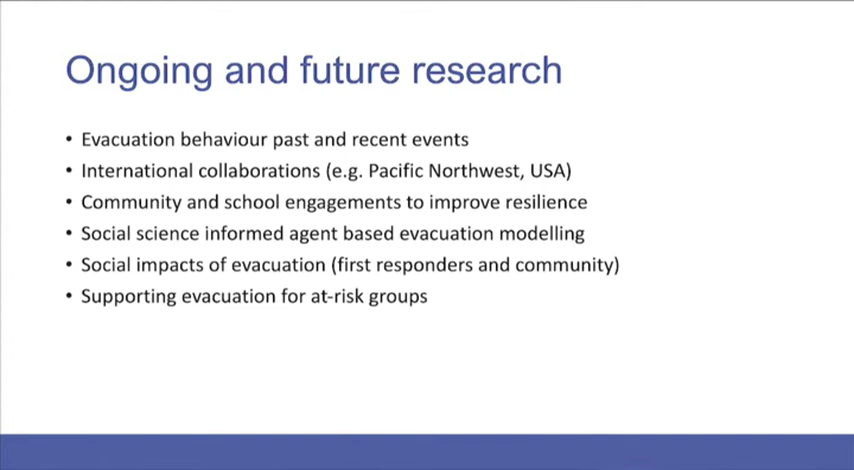 Ongoing and future research
• Evacuation behaviour past and recent events
• International collaborations (e.g. Pacific Northwest, USA)
• Community and school engagements to improve resilience
• Social science informed agent based evacuation modelling
• Social impacts of evacuation (first responders and community)
• Supporting evacuation for at-risk groups